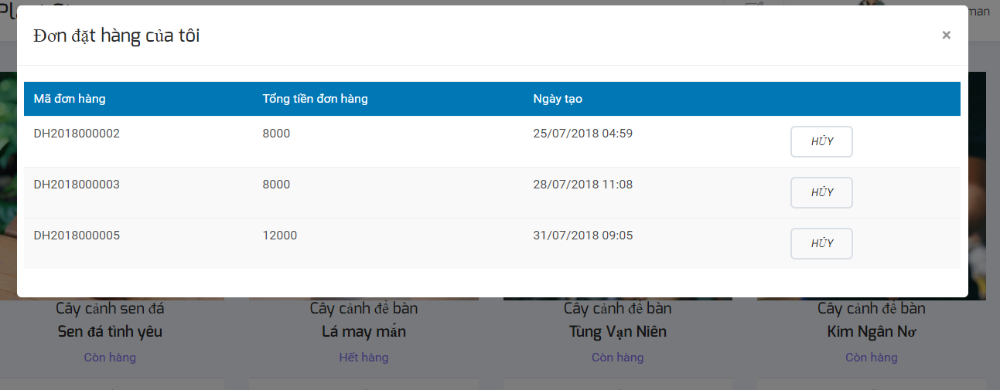 man
Đơn đặt hàng của tôi
×
Mã đơn hàng Tổng tiền đơn hàng Ngày tạo
DH2018000002 8000 25/07/2018 04:59 HỦY
DH2018000003 8000 28/07/2018 11:08 HỦY
DH2018000005 12000 31/07/2018 09:05 HỦY
Cây cảnh sen đá Cây cảnh để bàn Cây cảnh để bàn Cây cảnh để bàn
Sen đá tình yêu Lá may mắn Tùng Vạn Niên Kim Ngân Nơ
Còn hàng Hết hàng Còn hàng Còn hàng